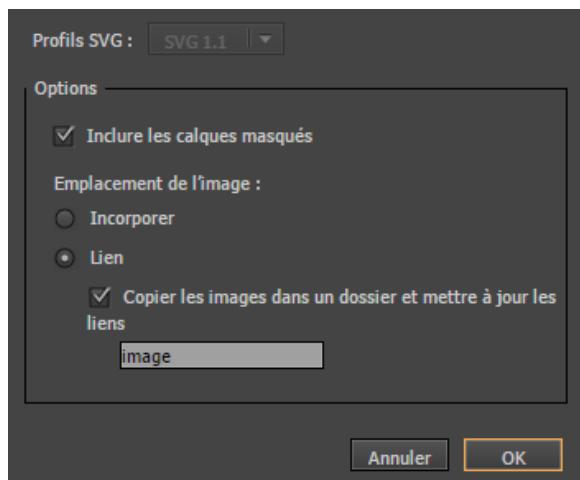 Profils SVG : SVG 1.1
Options
Inclure les calques masqués
Emplacement de l'image :
Incorporer
Lien
Copier les images dans un dossier et mettre à jour les
liens
image
Annuler OK